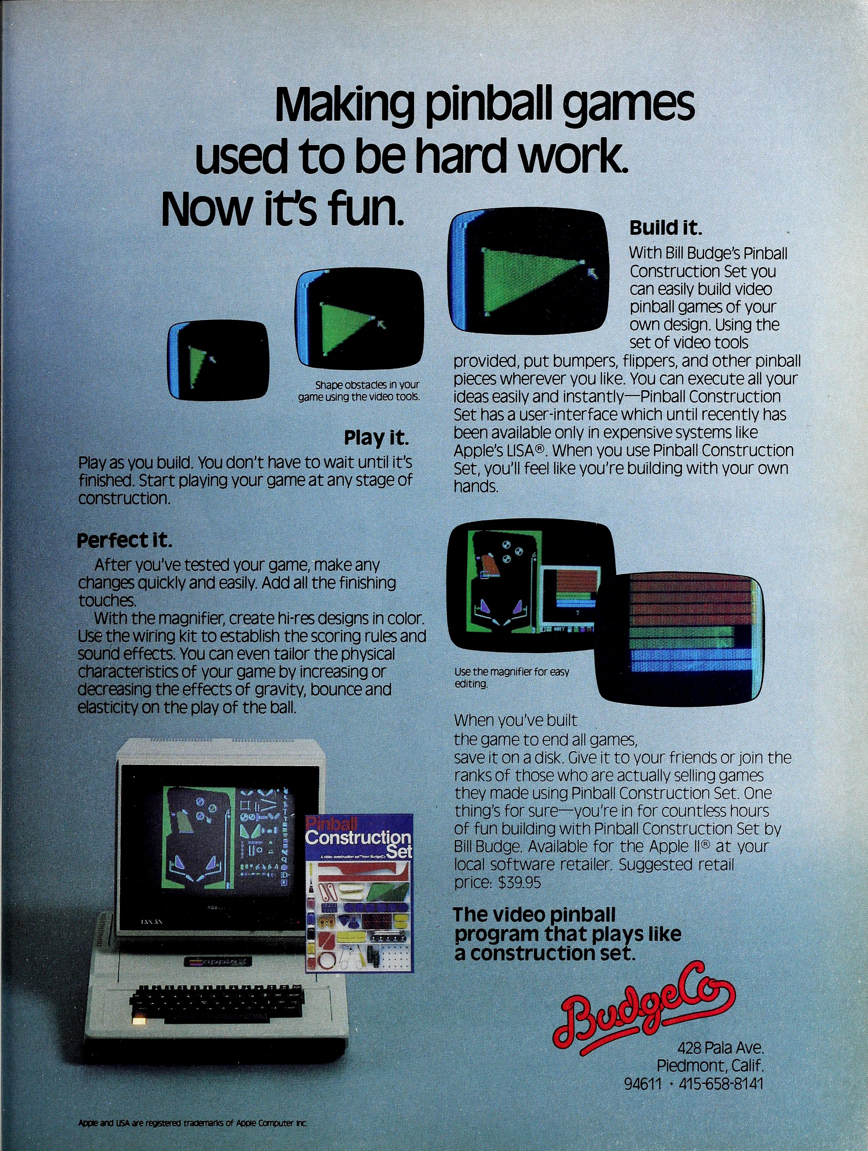 Making pinball games
used to be hard work.
Now it's fun.
Build it.
With Bill Budge's Pinball
Construction Set you
can easily build video
pinball games of your
own design. Using the
set of video tools
provided, put bumpers, flippers, and other pinball
pieces wherever you like. You can execute all your
ideas easily and instantly—Pinball Construction
Set has a user-interface which until recently has
been available only in expensive systems like
Apple's LISA®. When you use Pinball Construction
Set, you'll feel like you're building with your own
hands.
Shape obstacles in your
game using the video tools.
Play it.
Play as you build. You don't have to wait until it's
finished. Start playing your game at any stage of
construction.
Perfect it.
After you've tested your game, make any
changes quickly and easily. Add all the finishing
touches.
With the magnifier, create hi-res designs in color.
Use the wiring kit to establish the scoring rules and
sound effects. You can even tailor the physical
characteristics of your game by increasing or
decreasing the effects of gravity, bounce and
elasticity on the play of the ball.
Use the magnifier for easy
editing.
When you've built
the game to end all games,
save it on a disk. Give it to your friends or join the
ranks of those who are actually selling games
they made using Pinball Construction Set. One
thing's for sure—you're in for countless hours
of fun building with Pinball Construction Set by
Bill Budge. Available for the Apple II® at your
local software retailer. Suggested retail
price: $39.95
Pinball
Construction
Set
A video construction set from BudgeCo
apple
The video pinball
program that plays like
a construction set.
BudgeCo
428 Pala Ave.
Piedmont, Calif.
94611 · 415-658-8141
Apple and LISA are registered trademarks of Apple Computer Inc.